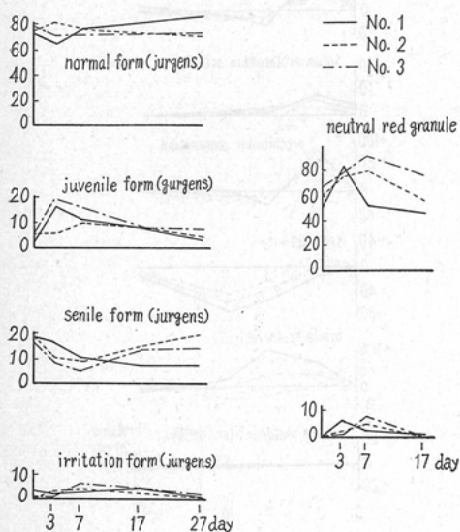 No. 1
No. 2
No. 3
80
60
40
20
0
normal form (jurgens)
neutral red granule
80
60
40
20
0
juvenile form (gurgens)
20
10
0
senile form (jurgens)
20
10
0
10
0
3 7 17 day
irritation form (jurgens)
10
0
3 7 17 27 day